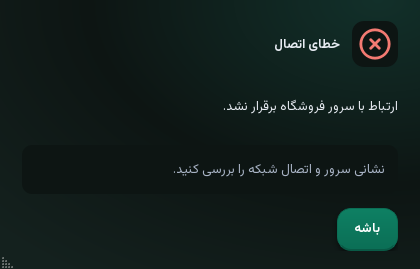 خطای اتصال
ارتباط با سرور فروشگاه برقرار نشد.
نشانی سرور و اتصال شبکه را بررسی کنید.
باشه